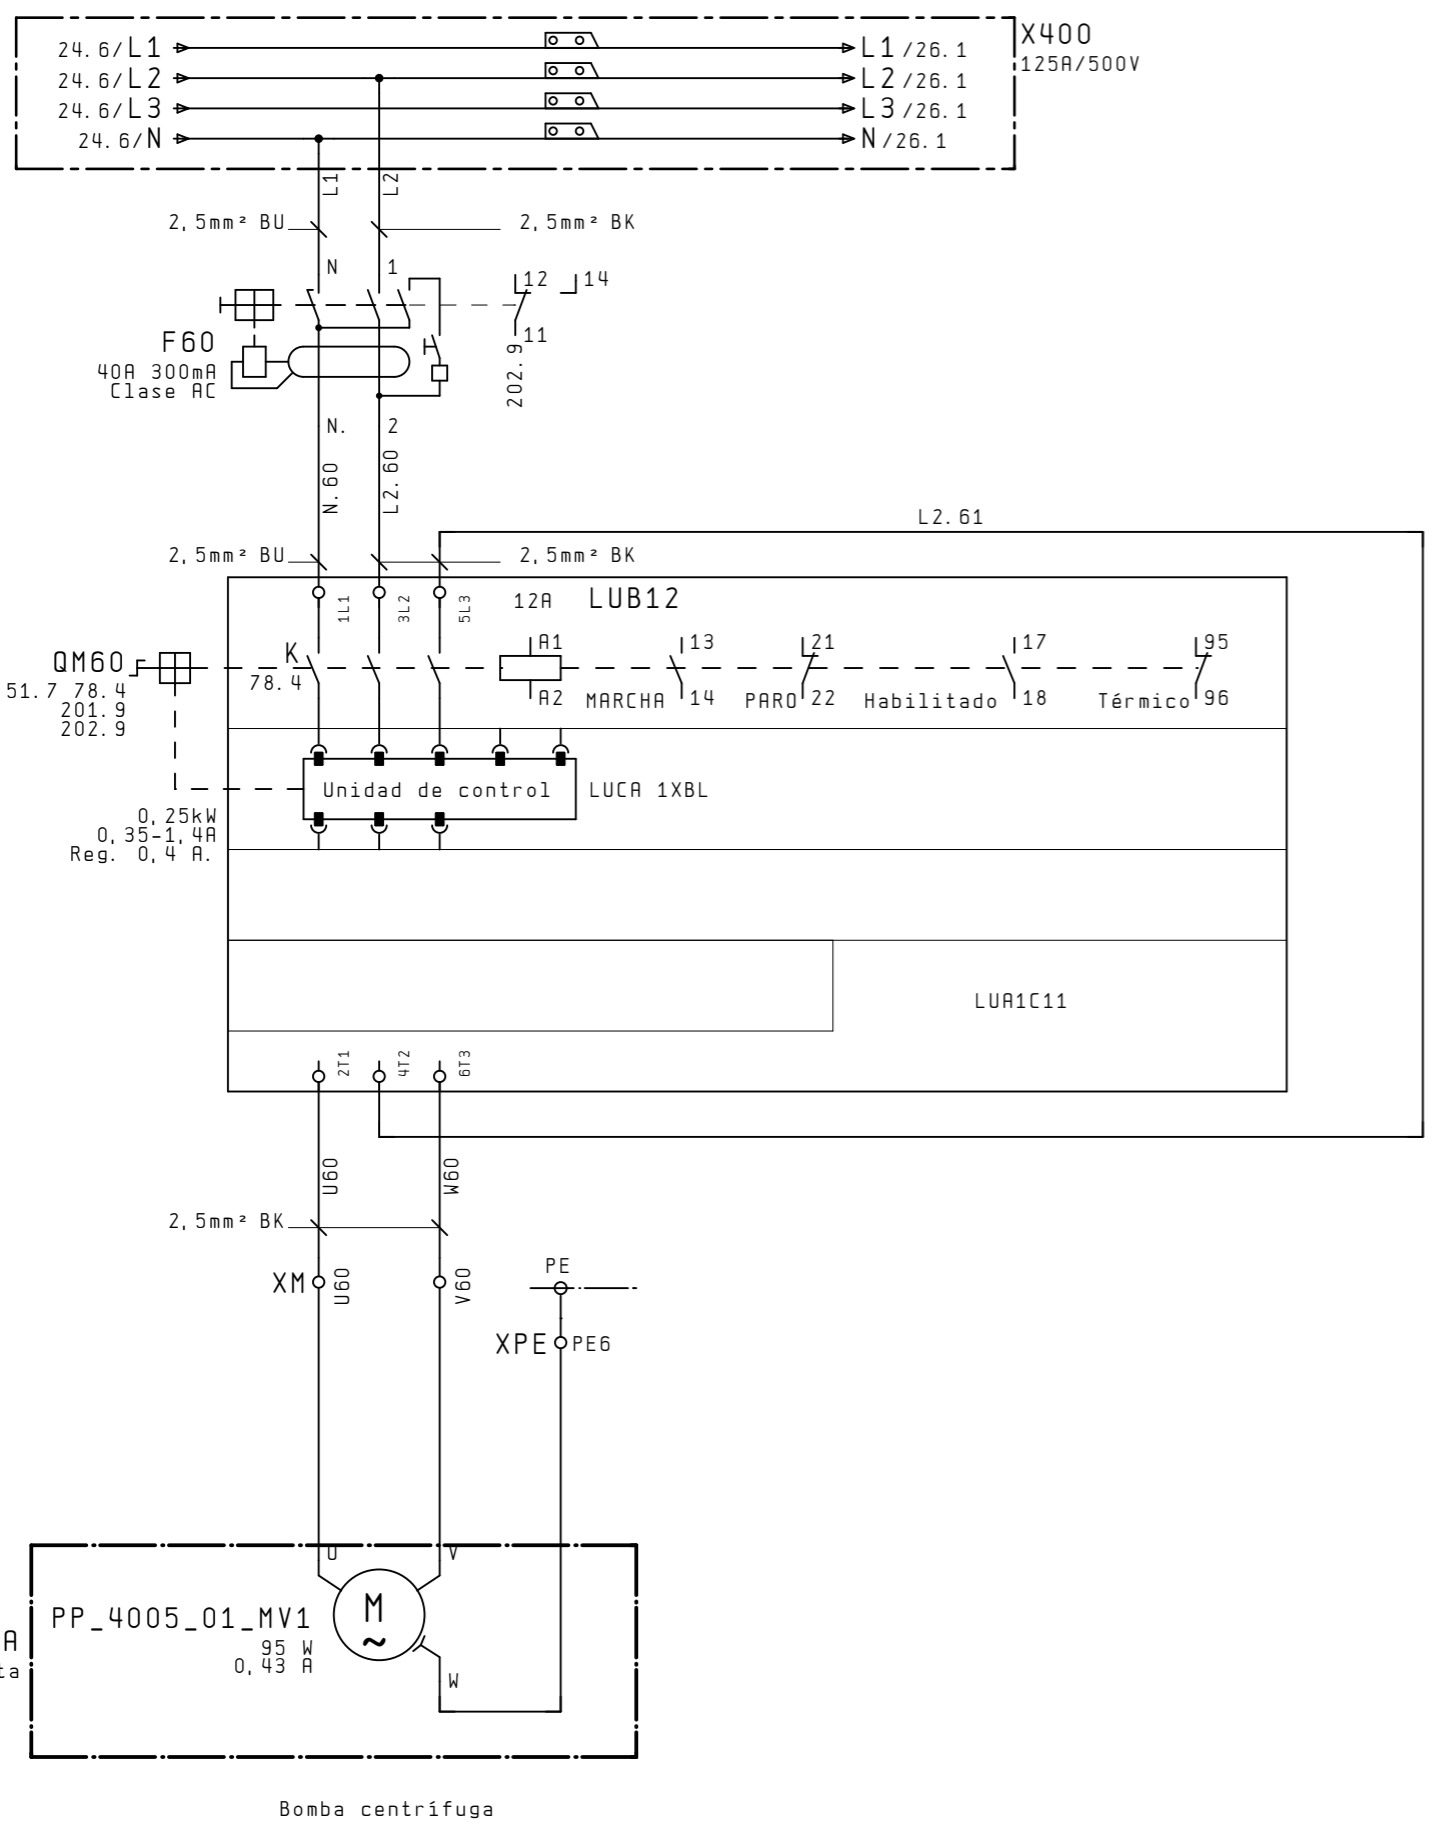 24.6/L1
L1/26.1
X400
24.6/L2
L2/26.1
125A/500V
24.6/L3
L3/26.1
24.6/N
N/26.1
L1
L2
2,5mm² BU
2,5mm² BK
N
1
12
14
11
202.9
F60
40A 300mA
Clase AC
N.
2
N.60
L2.60
L2.61
2,5mm² BU
2,5mm² BK
1L1
3L2
5L3
12A
LUB12
QM60
51.7 78.4
201.9
202.9
K
78.4
A1
A2
13
MARCHA
14
21
PARO
22
17
Habilitado
18
95
Térmico
96
Unidad de control
LUCA 1XBL
0,25kW
0,35-1,4A
Reg. 0,4 A.
LUA1C11
2T1
4T2
6T3
U60
W60
2,5mm² BK
XM
U60
V60
PE
XPE
PE6
U
V
PP_4005_01_MV1
M
~
95 W
0,43 A
W
A
ta
Bomba centrífuga